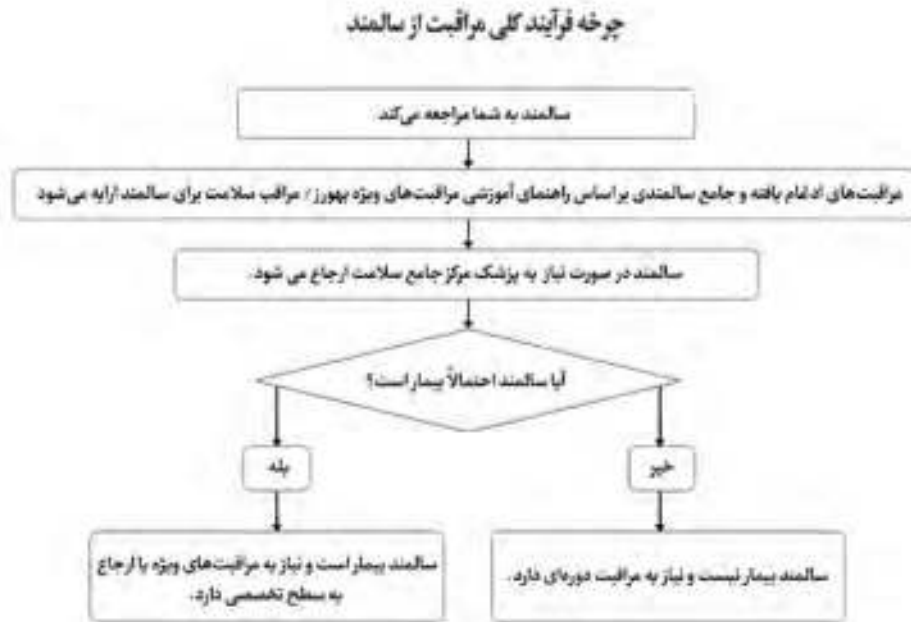 چرخه فرآیند کلی مراقبت از سالمند
سالمند به شما مراجعه می‌کند.
مراقبت‌های ادغام یافته و جامع سالمندی بر اساس راهنمای آموزشی مراقبت‌های ویژه بهورز / مراقب سلامت برای سالمند ارایه می‌شود
سالمند در صورت نیاز به پزشک مرکز جامع سلامت ارجاع می شود.
آیا سالمند احتمالاً بیمار است؟
خیر
بله
سالمند بیمار نیست و نیاز به مراقبت دوره‌ای دارد.
سالمند بیمار است و نیاز به مراقبت‌های ویژه یا ارجاع
به سطح تخصصی دارد.